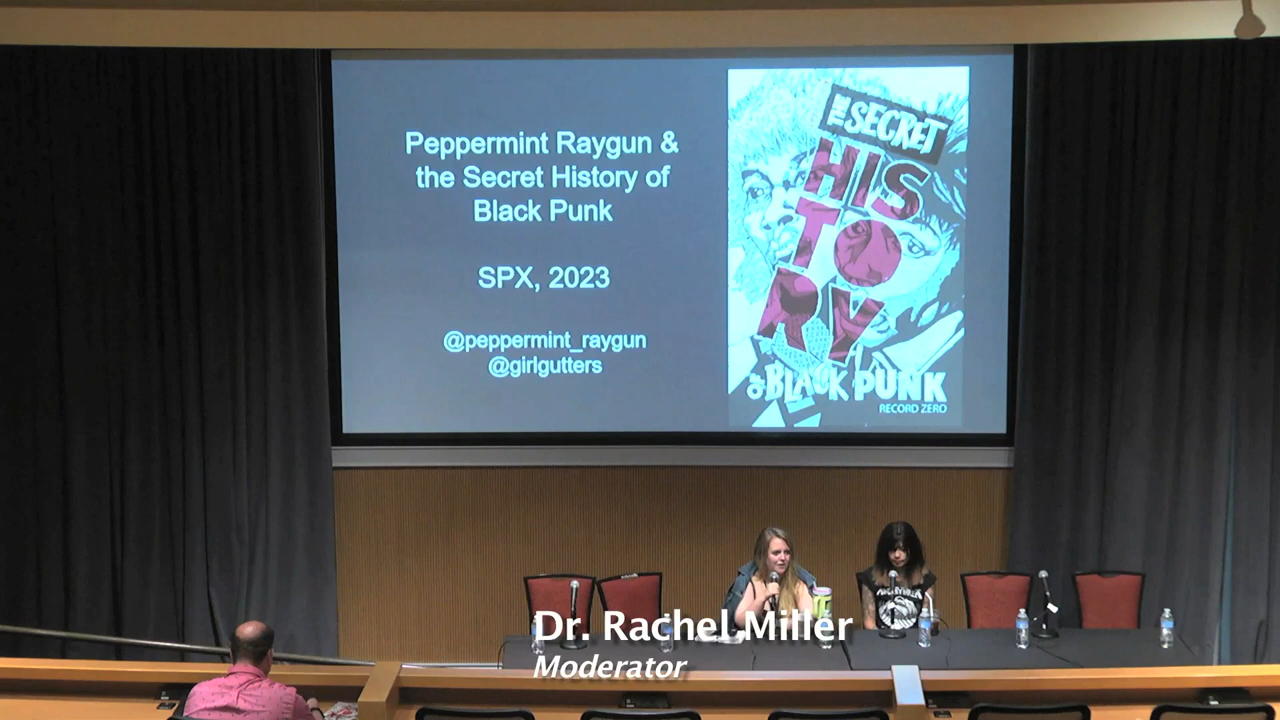 Peppermint Raygun &
the Secret History of
Black Punk
SPX, 2023
@peppermint_raygun
@girlgutters
THE
SECRET
HIS
TO
RY
OF BLACK PUNK
RECORD ZERO
Dr. Rachel Miller
Moderator